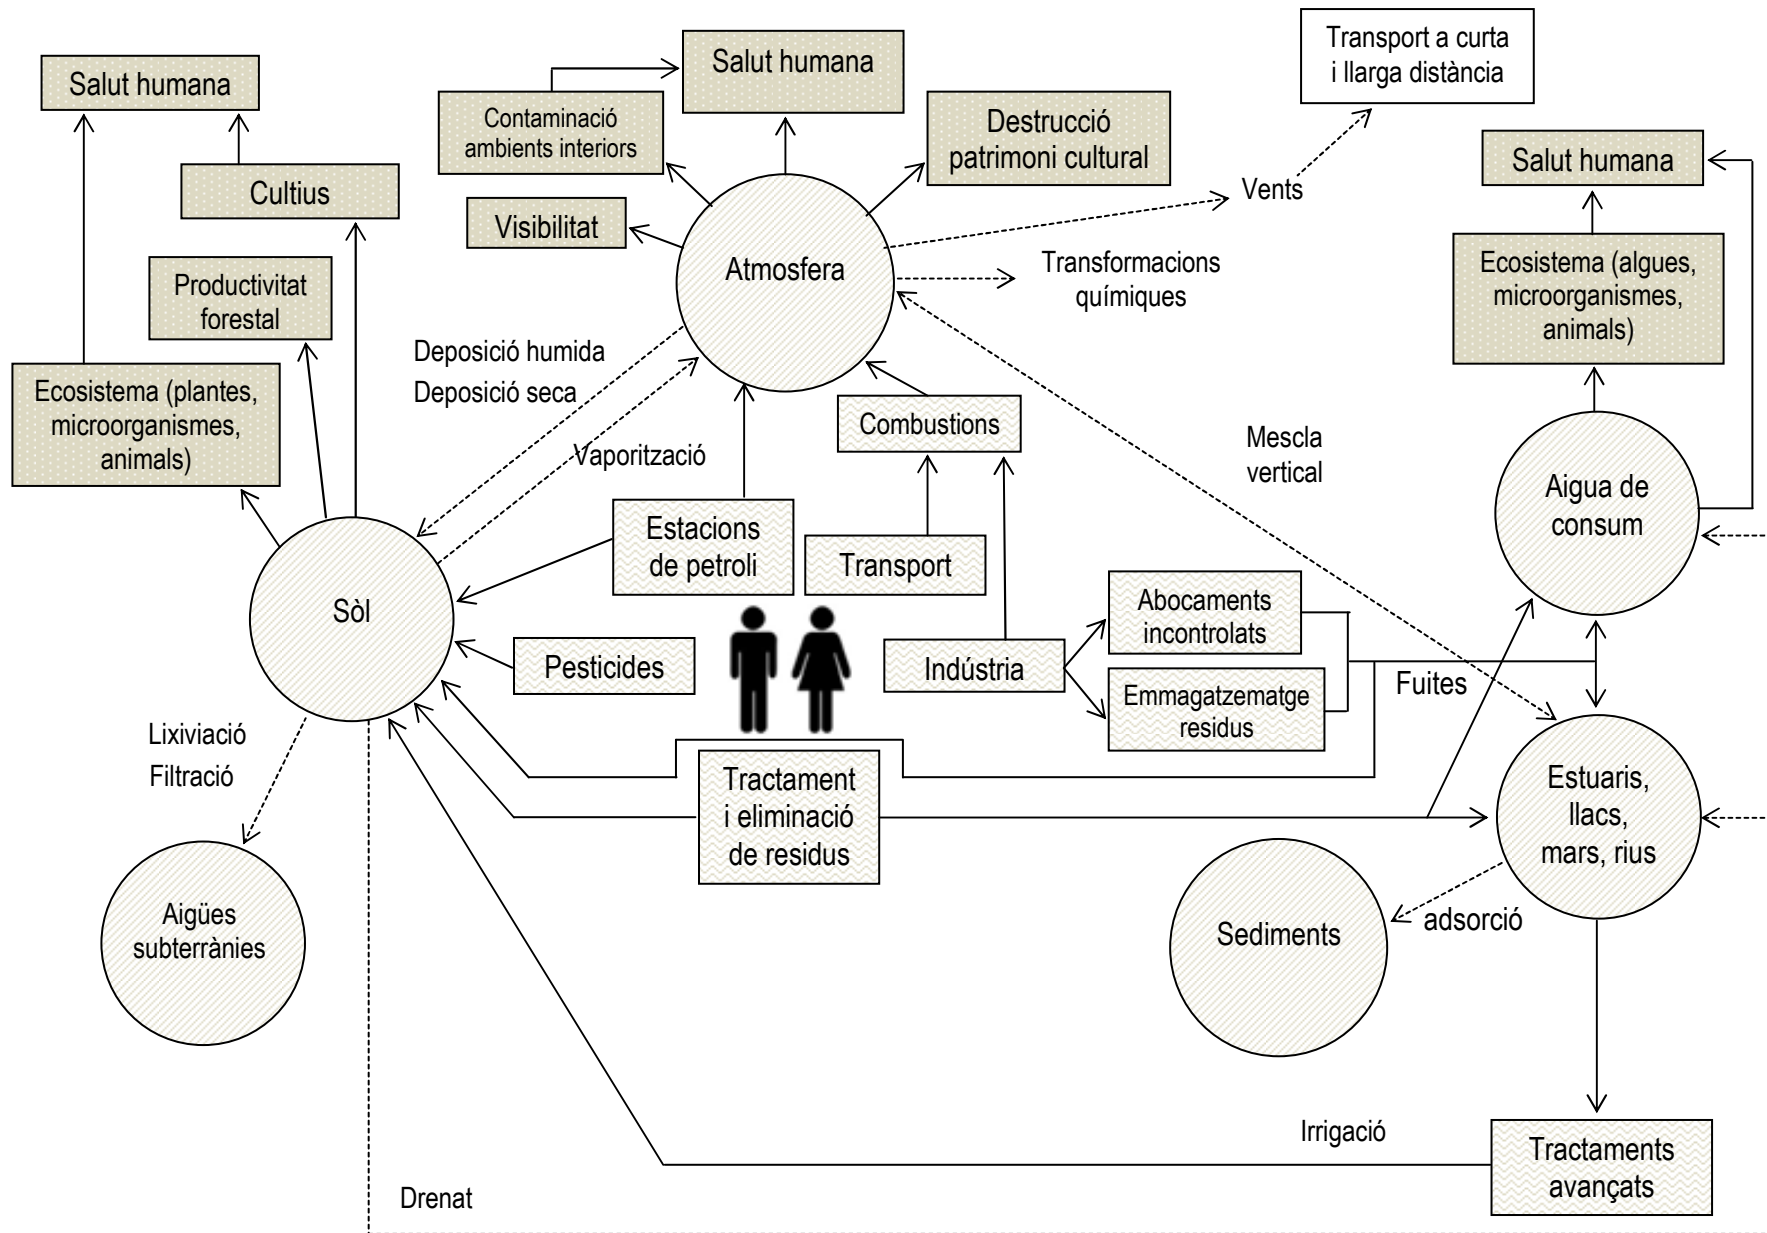 Transport a curta
i llarga distància
Salut humana
Salut humana
Contaminació
ambients interiors
Destrucció
patrimoni cultural
Salut humana
Cultius
Vents
Visibilitat
Atmosfera
Transformacions
químiques
Ecosistema (algues,
microorganismes,
animals)
Productivitat
forestal
Deposició humida
Deposició seca
Ecosistema (plantes,
microorganismes,
animals)
Combustions
Vaporització
Mescla
vertical
Aigua de
consum
Estacions
de petroli
Transport
Sòl
Abocaments
incontrolats
Pesticides
Indústria
Fuites
Emmagatzematge
residus
Lixiviació
Filtració
Tractament
i eliminació
de residus
Estuaris,
llacs,
mars, rius
Aigües
subterrànies
Sediments
adsorció
Irrigació
Tractaments
avançats
Drenat